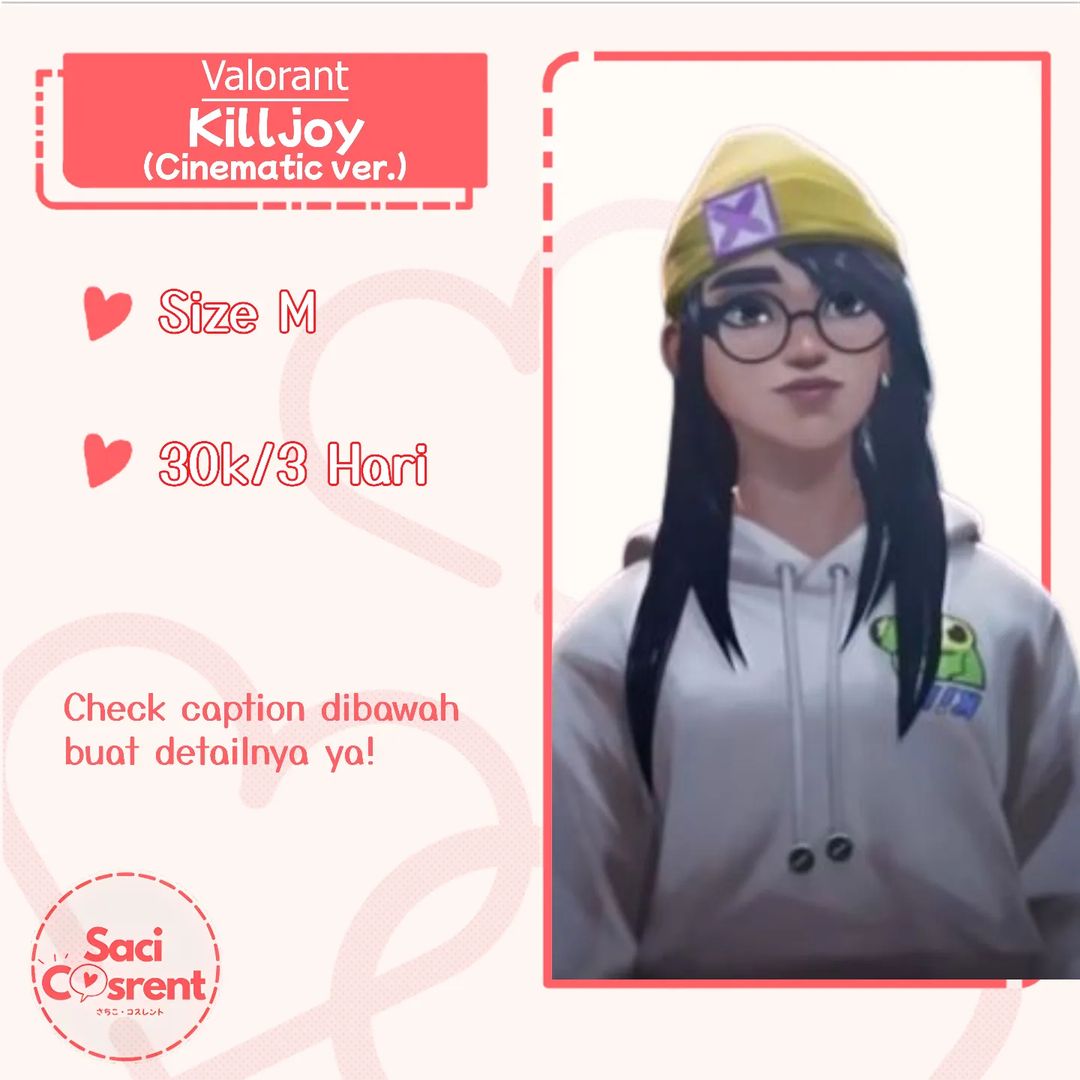 Valorant
Killjoy
(Cinematic ver.)
Size M
30k/3 Hari
Check caption dibawah
buat detailnya ya!
Saci
Cosrent
さちこ・コスレント